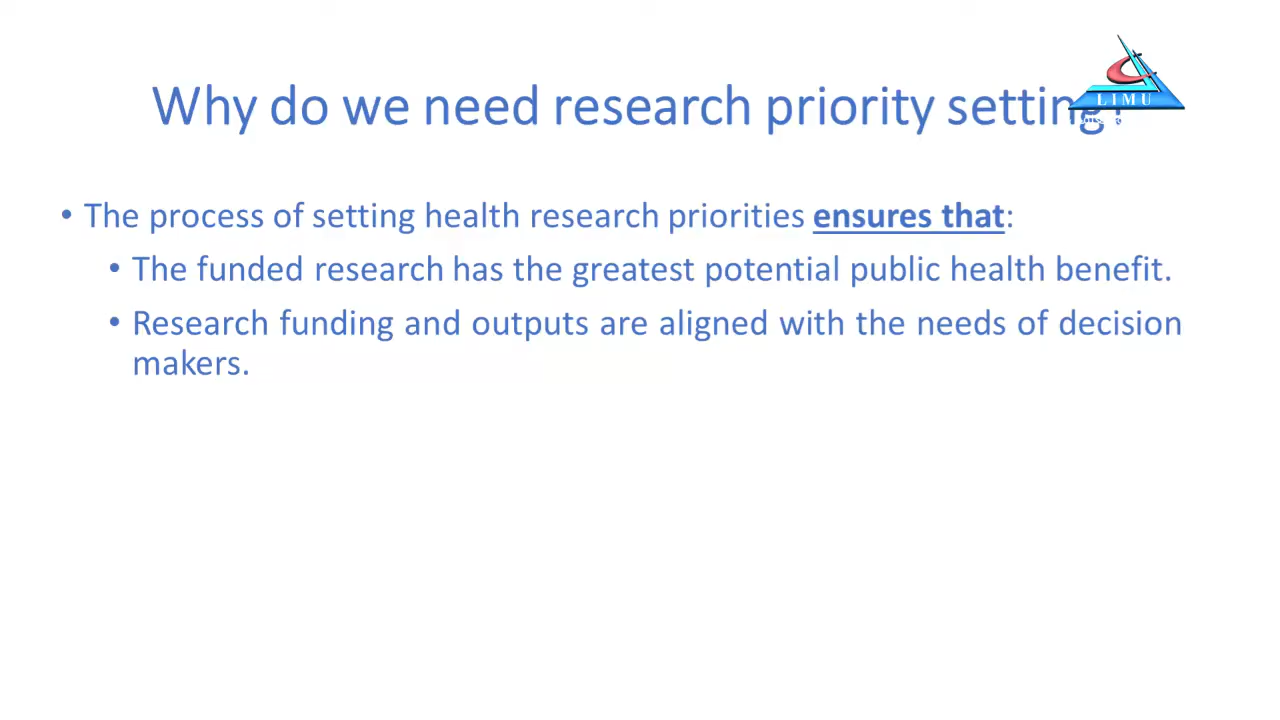 Why do we need research priority setting
LIMU
• The process of setting health research priorities ensures that:
• The funded research has the greatest potential public health benefit.
• Research funding and outputs are aligned with the needs of decision
makers.